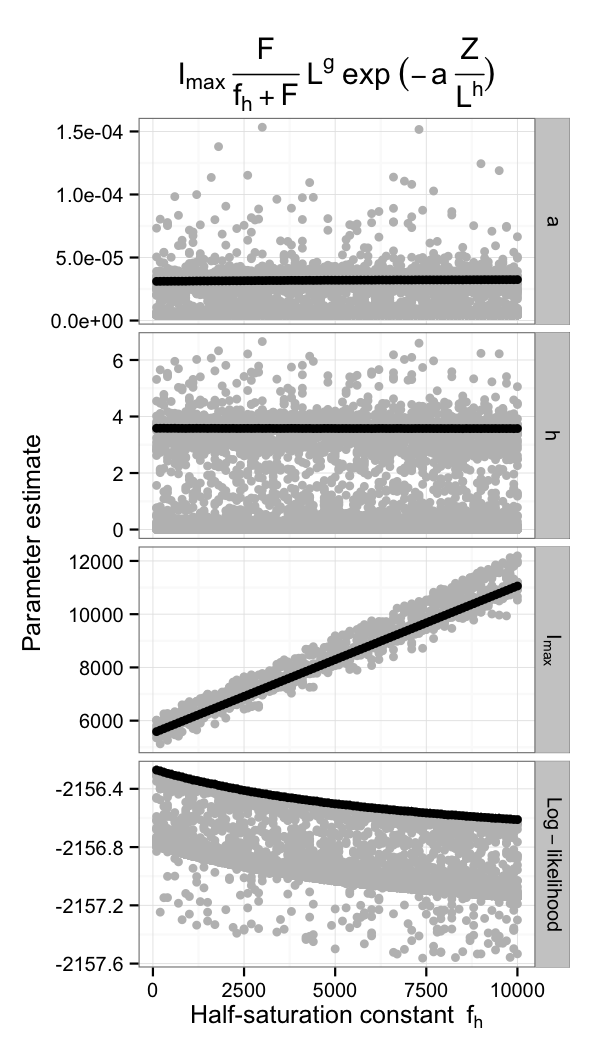 I_max F/(f_h + F) L^g exp (−a Z/L^h)
1.5e-04
1.0e-04
5.0e-05
0.0e+00
a
6
4
2
0
h
12000
10000
8000
6000
I_max
-2156.4
-2156.8
-2157.2
-2157.6
Log − likelihood
Parameter estimate
0 2500 5000 7500 10000
Half-saturation constant f_h